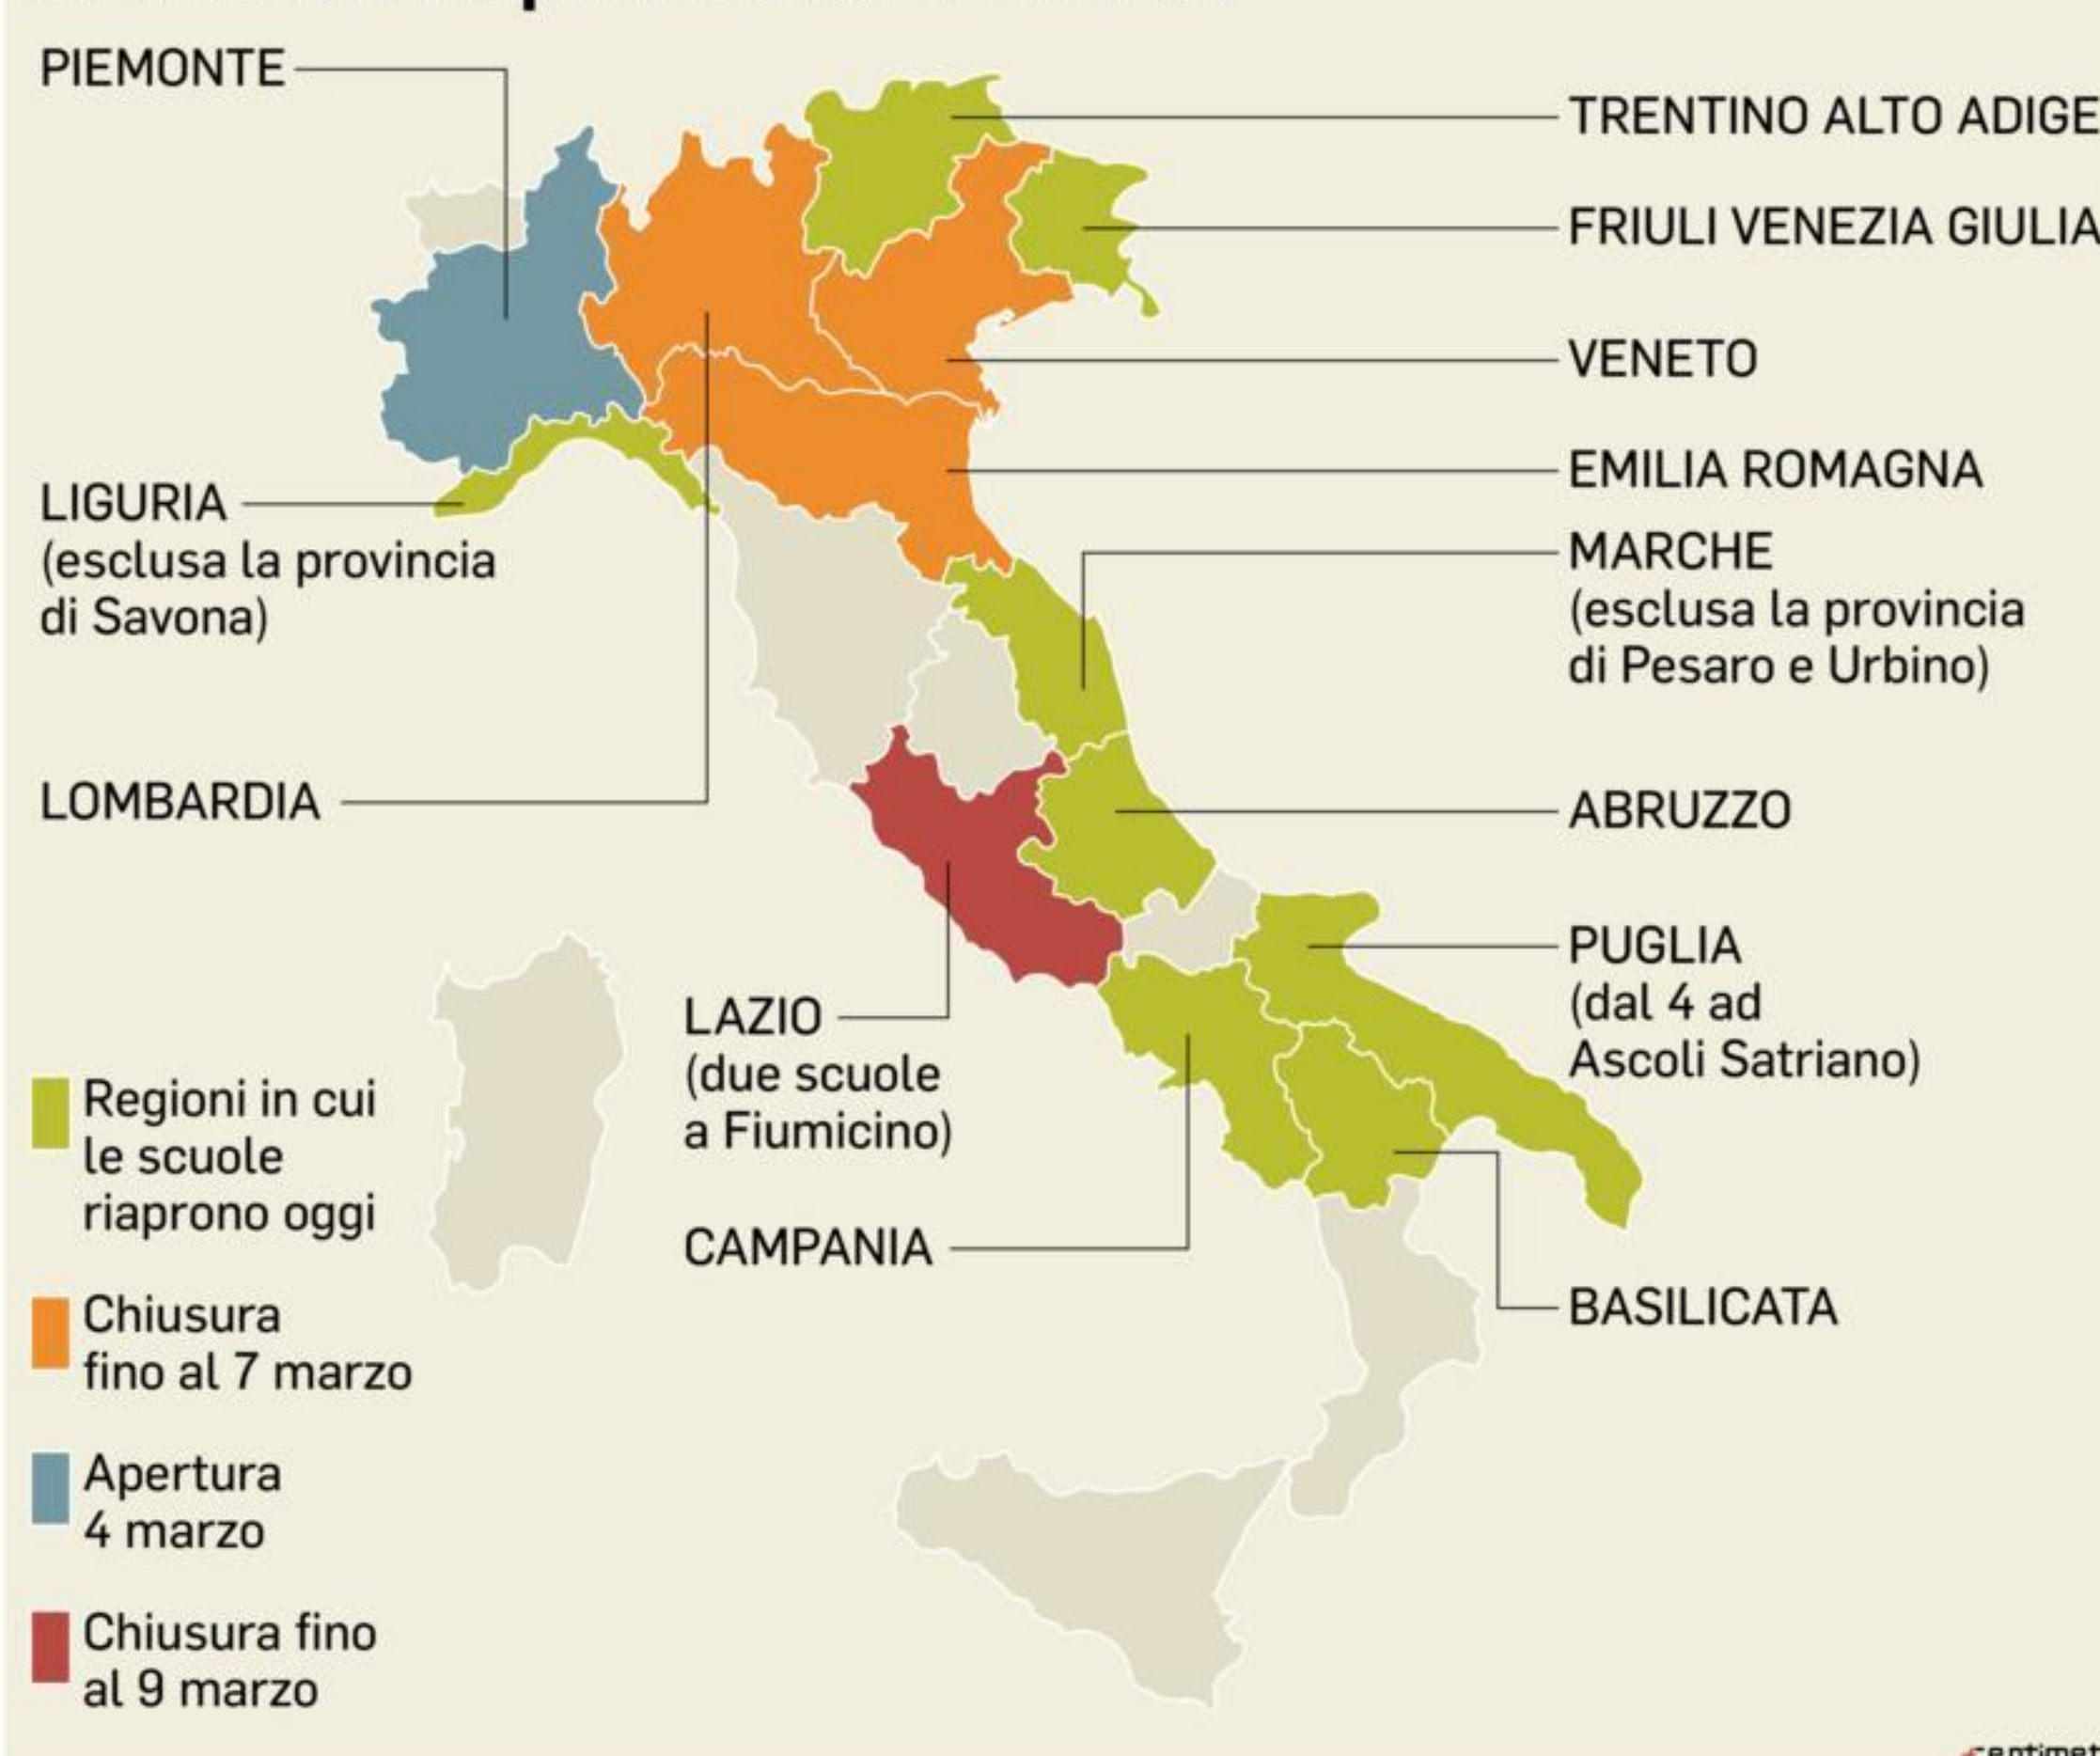 PIEMONTE
TRENTINO ALTO ADIGE
FRIULI VENEZIA GIULIA
VENETO
EMILIA ROMAGNA
LIGURIA
(esclusa la provincia
di Savona)
MARCHE
(esclusa la provincia
di Pesaro e Urbino)
LOMBARDIA
ABRUZZO
PUGLIA
(dal 4 ad
Ascoli Satriano)
LAZIO
(due scuole
a Fiumicino)
CAMPANIA
BASILICATA
Regioni in cui
le scuole
riaprono oggi
Chiusura
fino al 7 marzo
Apertura
4 marzo
Chiusura fino
al 9 marzo